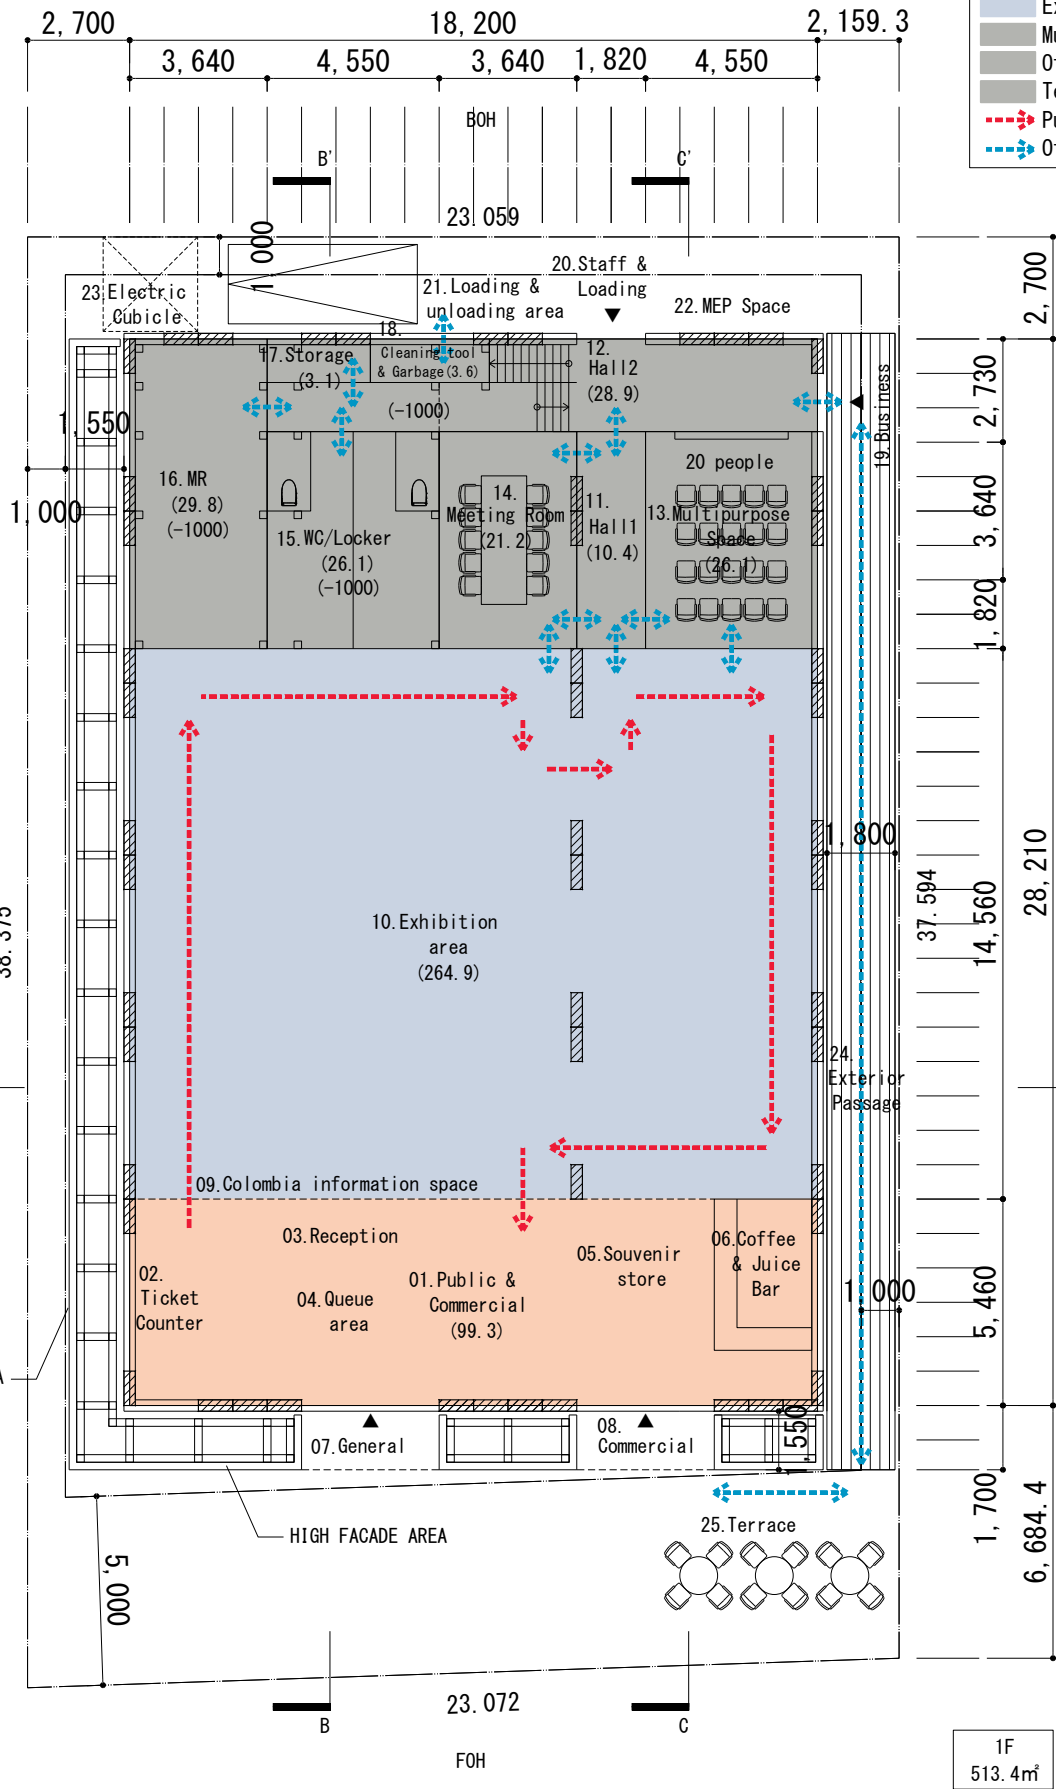 2,700
18,200
2,159.3
3,640
4,550
3,640
1,820
4,550
BOH
B'
C'
23.059
1,000
23.Electric
Cubicle
21.Loading &
unloading area
20.Staff &
Loading
22.MEP Space
2,700
17.Storage
(3.1)
18.
Cleaning tool
& Garbage(3.6)
(-1000)
12.
Hall2
(28.9)
19.Business
2,730
1,550
1,000
16.MR
(29.8)
(-1000)
15.WC/Locker
(26.1)
(-1000)
14.
Meeting Room
(21.2)
11.
Hall1
(10.4)
20 people
13.Multipurpose
Space
(26.1)
3,640
1,820
1,800
37.594
14,560
28,210
38.375
10.Exhibition
area
(264.9)
24.
Exterior
Passage
09.Colombia information space
03.Reception
02.
Ticket
Counter
04.Queue
area
01.Public &
Commercial
(99.3)
05.Souvenir
store
06.Coffee
& Juice
Bar
1,000
5,460
07.General
08.
Commercial
1,550
1,700
6,684.4
HIGH FACADE AREA
25.Terrace
5,000
23.072
B
C
FOH
1F
513.4㎡